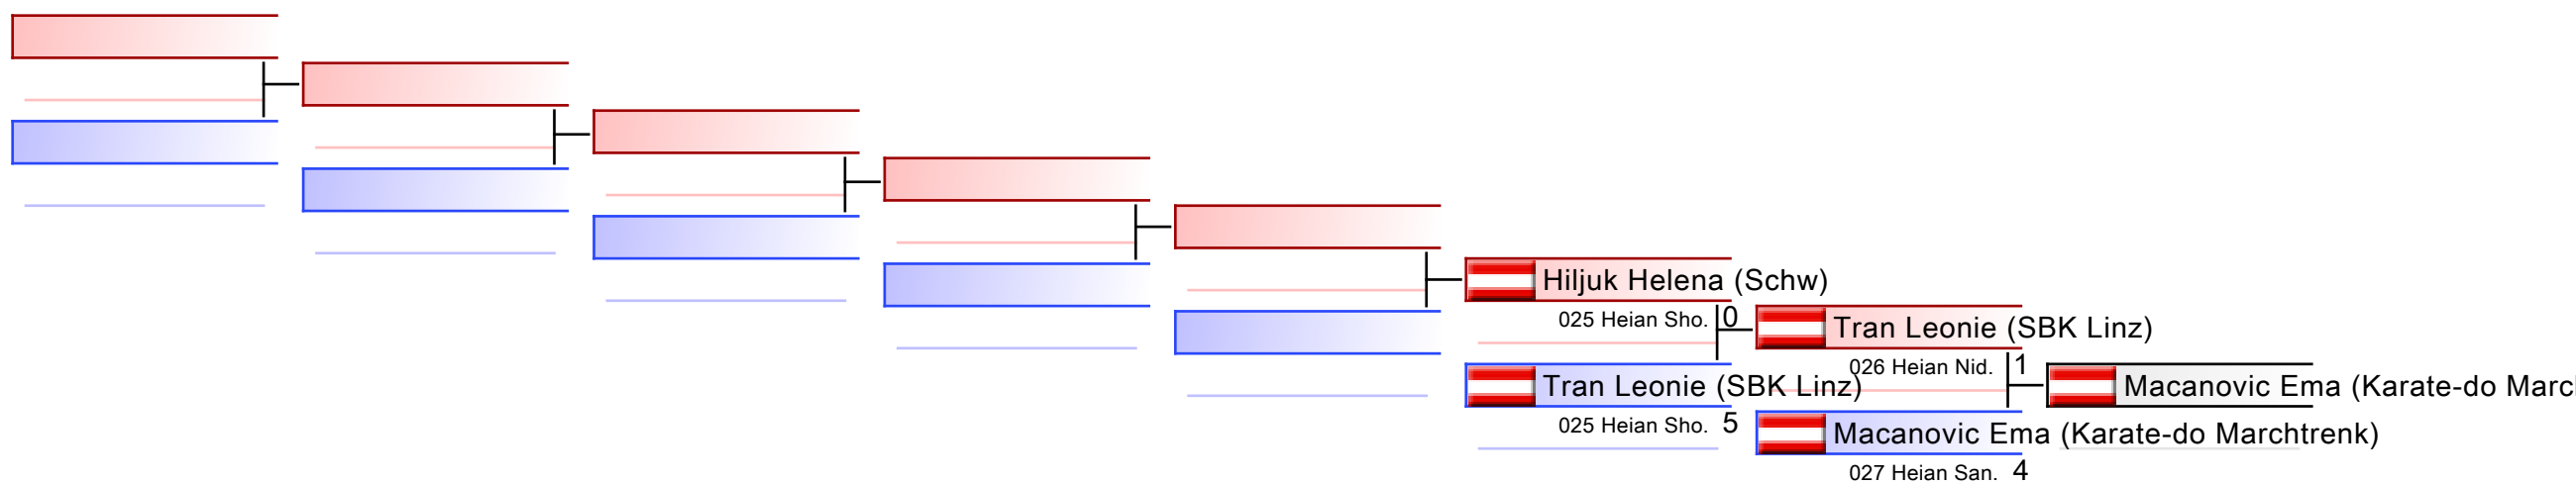 Hiljuk Helena (Schw)
025 Heian Sho. 0
Tran Leonie (SBK Linz)
025 Heian Sho. 5
Tran Leonie (SBK Linz)
026 Heian Nid. 1
Macanovic Ema (Karate-do Marchtrenk)
027 Heian San. 4
Macanovic Ema (Karate-do Marc